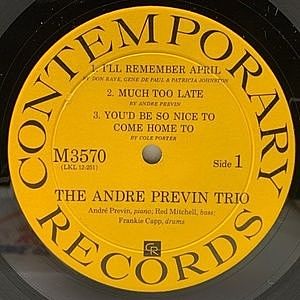 CONTEMPORARY
RECORDS
1. I'LL REMEMBER APRIL
BY DON RAYE, GENE DE PAUL & PATRICIA JOHNSTON
2. MUCH TOO LATE
BY ANDRE PREVIN
3. YOU'D BE SO NICE TO
COME HOME TO
BY COLE PORTER
M3570
(LKL 12-251)
Side 1
THE ANDRE PREVIN TRIO
André Previn, piano; Red Mitchell, bass;
Frankie Capp, drums
CR